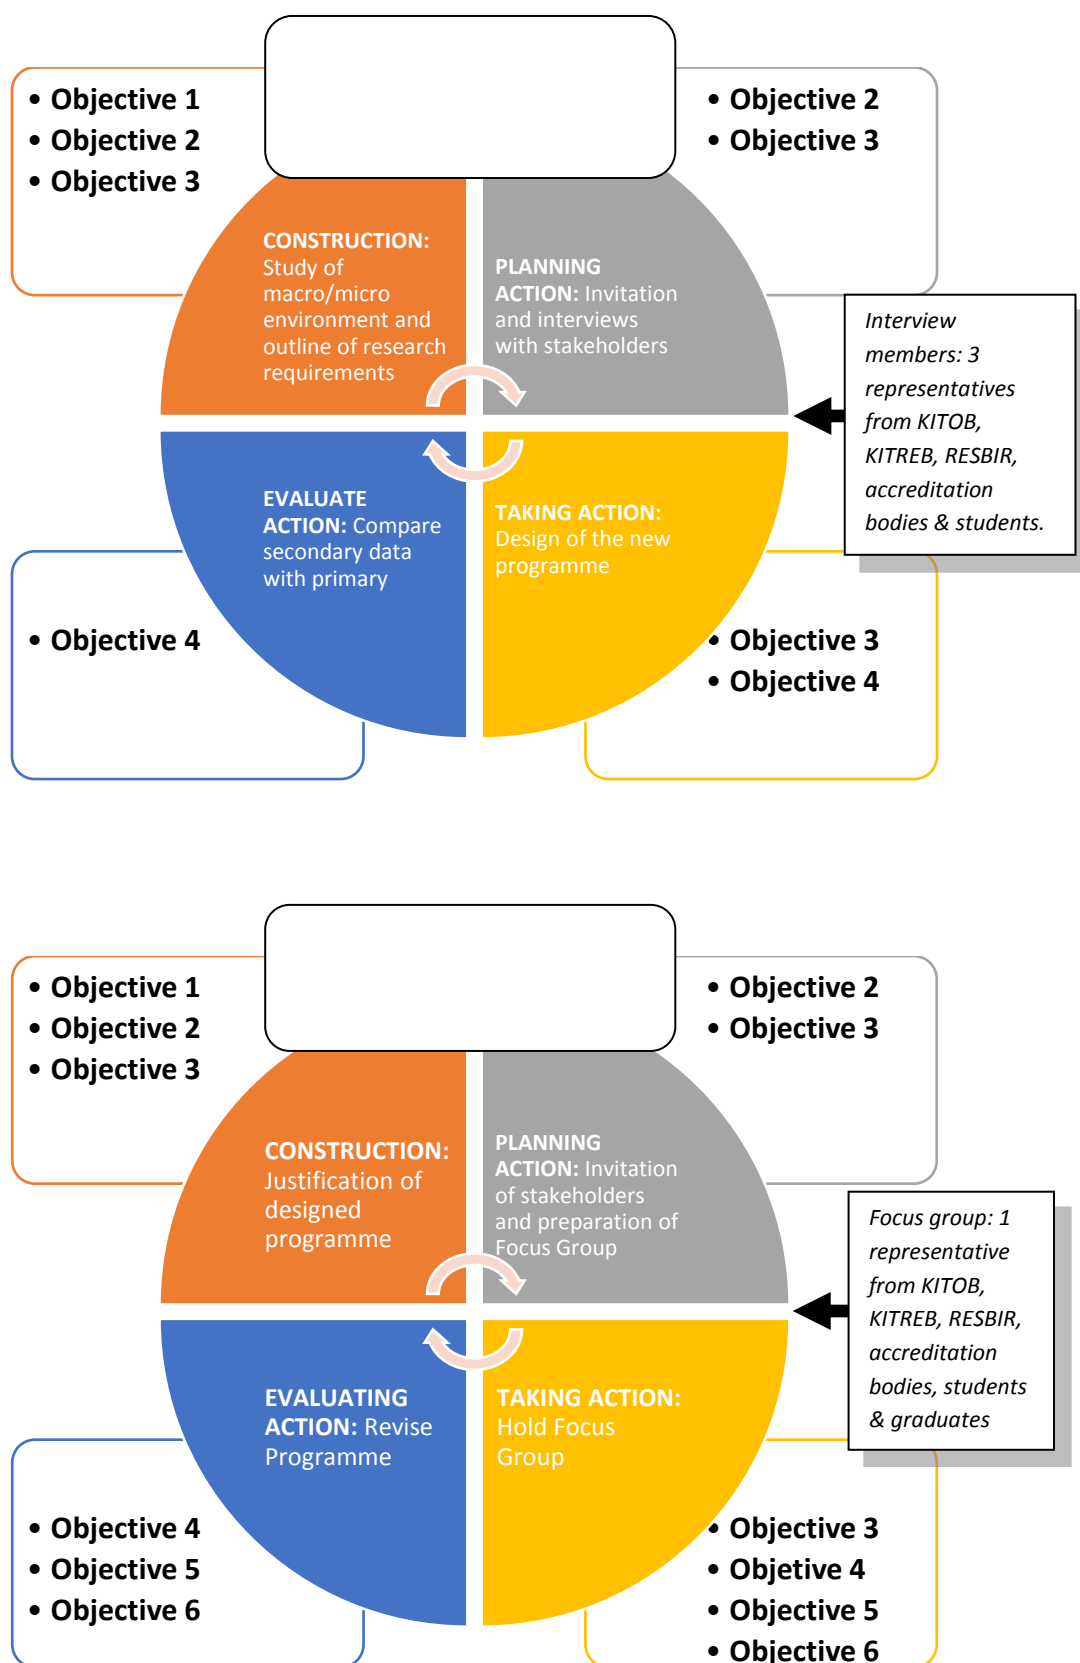 • Objective 1
• Objective 2
• Objective 3
• Objective 2
• Objective 3
CONSTRUCTION:
Study of
macro/micro
environment and
outline of research
requirements
PLANNING
ACTION: Invitation
and interviews
with stakeholders
Interview
members: 3
representatives
from KITOB,
KITREB, RESBIR,
accreditation
bodies & students.
EVALUATE
ACTION: Compare
secondary data
with primary
TAKING ACTION:
Design of the new
programme
• Objective 4
• Objective 3
• Objective 4
• Objective 1
• Objective 2
• Objective 3
• Objective 2
• Objective 3
CONSTRUCTION:
Justification of
designed
programme
PLANNING
ACTION: Invitation
of stakeholders
and preparation of
Focus Group
Focus group: 1
representative
from KITOB,
KITREB, RESBIR,
accreditation
bodies, students
& graduates
EVALUATING
ACTION: Revise
Programme
TAKING ACTION:
Hold Focus
Group
• Objective 4
• Objective 5
• Objective 6
• Objective 3
• Objetive 4
• Objective 5
• Objective 6